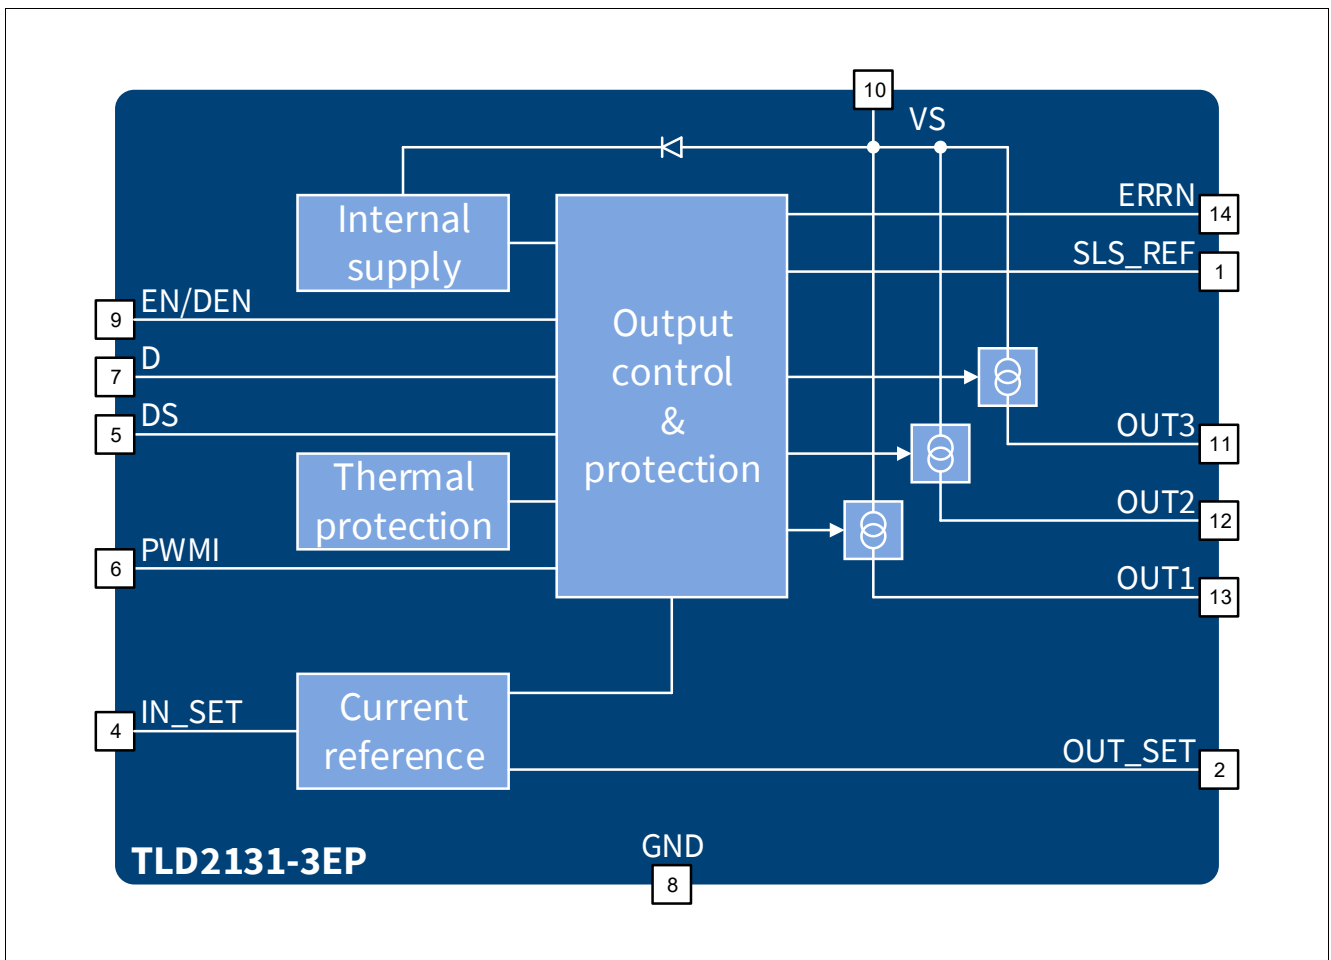 10
VS
Internal
supply
ERRN
14
SLS_REF
1
EN/DEN
9
D
7
DS
5
Output
control
&
protection
OUT3
11
Thermal
protection
OUT2
12
PWMI
6
OUT1
13
IN_SET
4
Current
reference
OUT_SET
2
TLD2131-3EP
GND
8